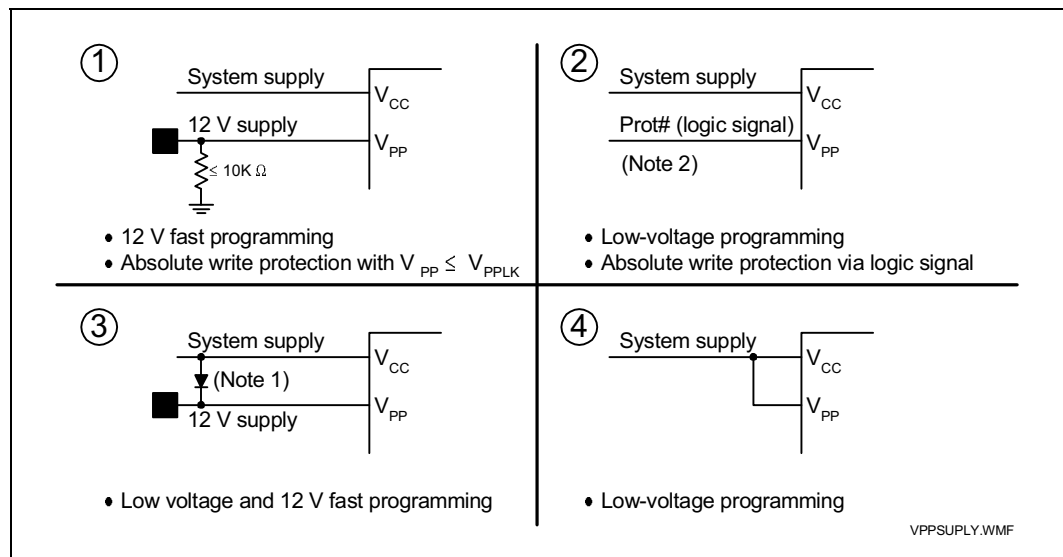 1
System supply
VCC
12 V supply
VPP
≤ 10K Ω
• 12 V fast programming
• Absolute write protection with VPP ≤ VPPLK
2
System supply
VCC
Prot# (logic signal)
VPP
(Note 2)
• Low-voltage programming
• Absolute write protection via logic signal
3
System supply
VCC
(Note 1)
VPP
12 V supply
• Low voltage and 12 V fast programming
4
System supply
VCC
VPP
• Low-voltage programming
VPPSUPLY.WMF